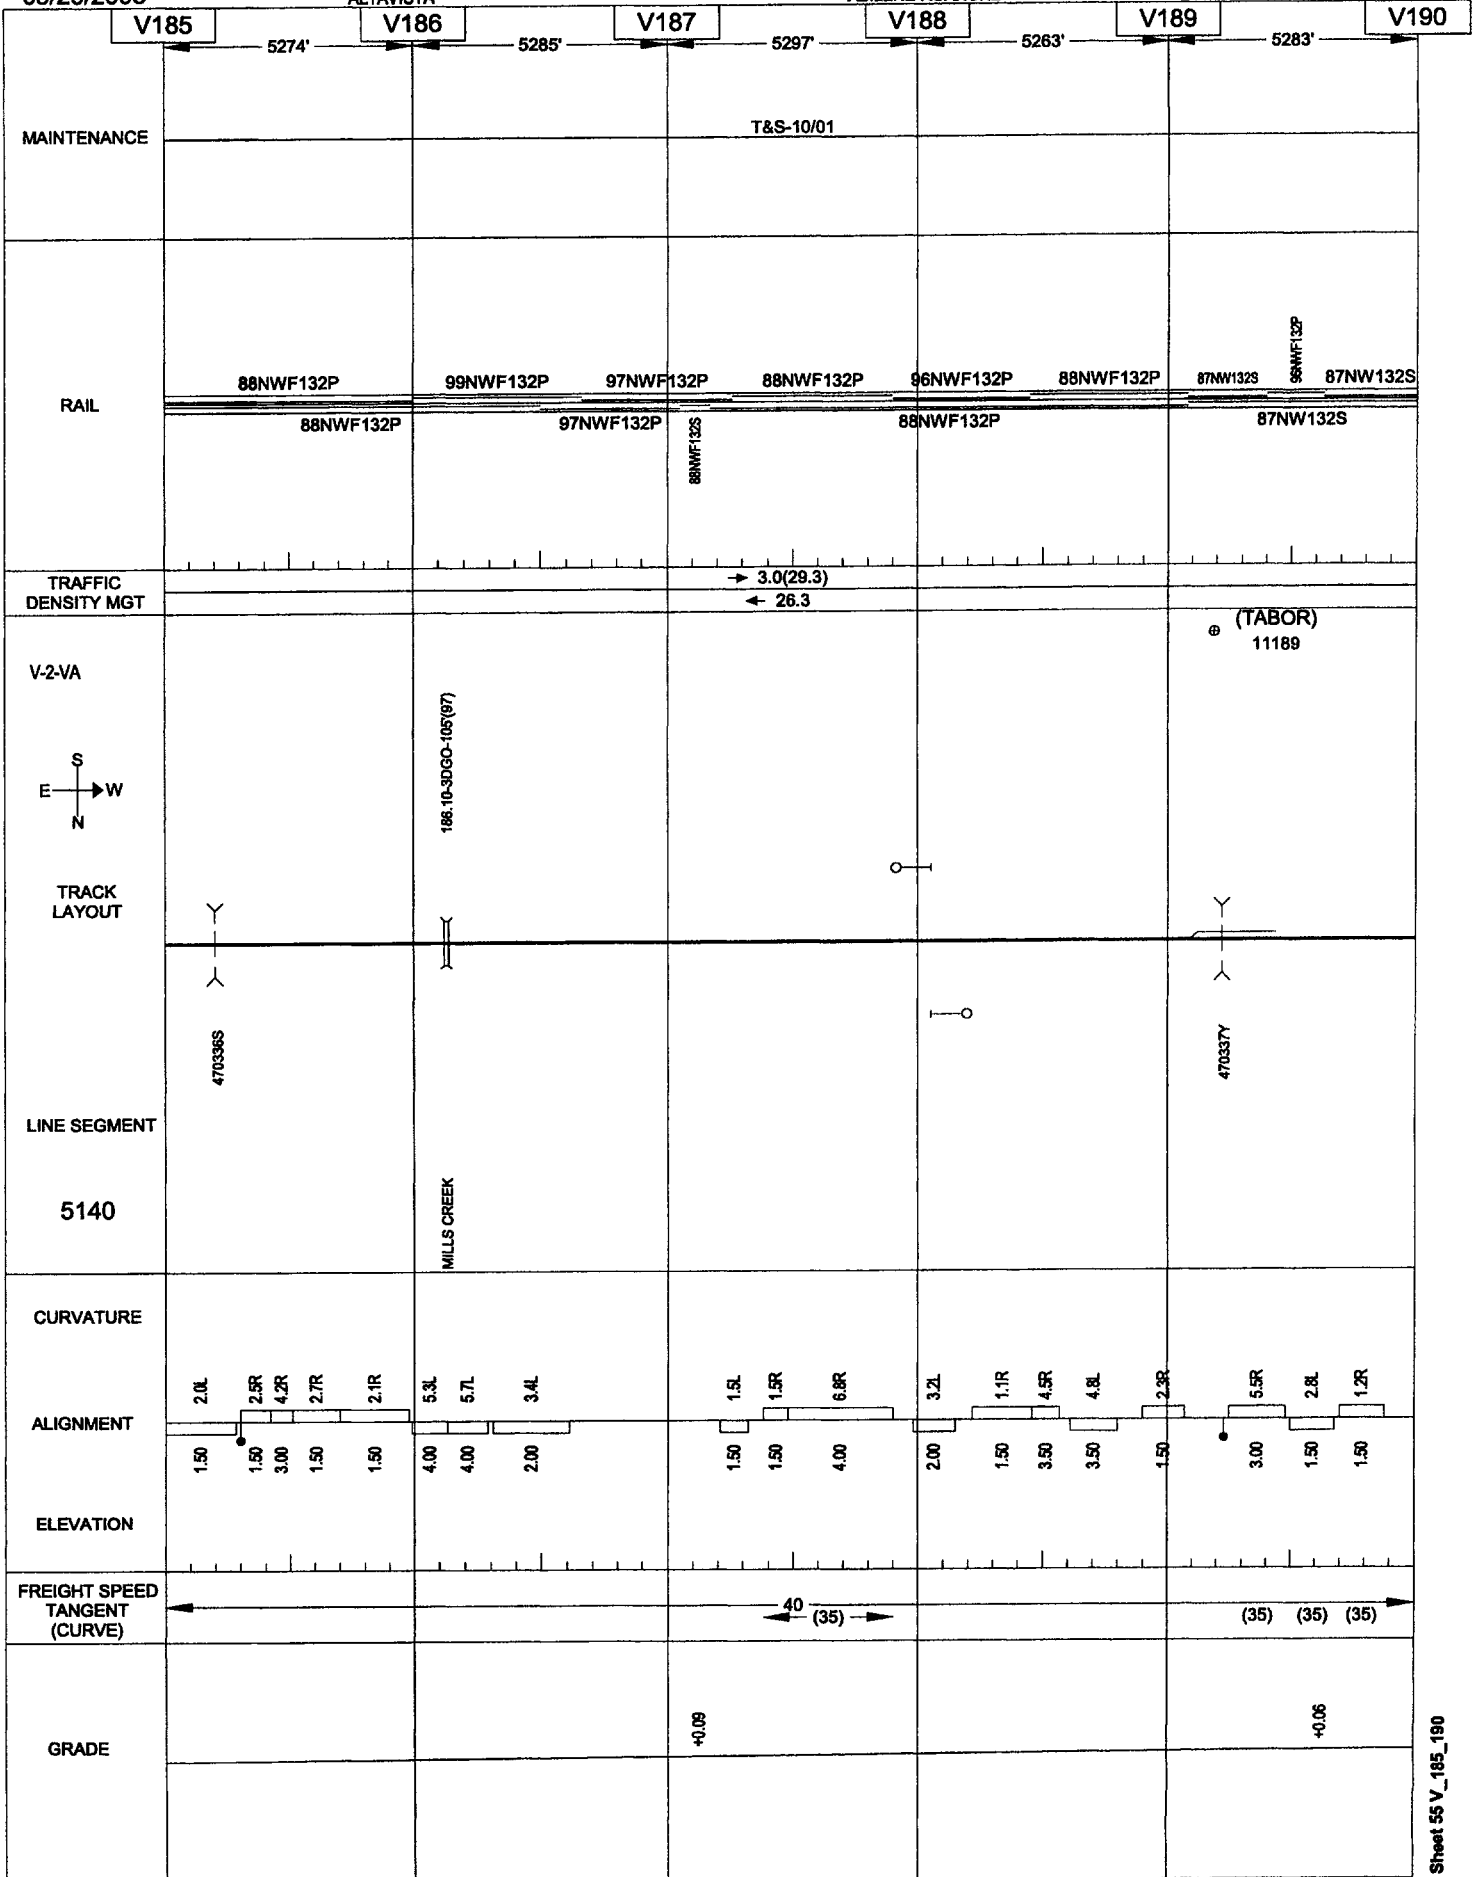 V185 V186 V187 V188 V189 V190
5274' 5285' 5297' 5263' 5283'
MAINTENANCE
T&S-10/01
RAIL
88NWF132P 99NWF132P 97NWF132P 88NWF132P 96NWF132P 88NWF132P 87NW132S 98NWF132P 87NW132S
88NWF132P 97NWF132P 88NWF132S 88NWF132P 87NW132S
TRAFFIC
DENSITY MGT
3.0(29.3)
26.3
(TABOR)
11189
V-2-VA
186.10-3DGO-105'(97)
S
E W
N
TRACK
LAYOUT
470336S
470337Y
LINE SEGMENT
5140
MILLS CREEK
CURVATURE
2.0L 2.5R 4.2R 2.7R 2.1R 5.3L 5.7L 3.4L 1.5L 1.5R 6.8R 3.2L 1.1R 4.5R 4.8L 2.3R 5.5R 2.8L 1.2R
ALIGNMENT
1.50 1.50 3.00 1.50 1.50 4.00 4.00 2.00 1.50 1.50 4.00 2.00 1.50 3.50 3.50 1.50 3.00 1.50 1.50
ELEVATION
FREIGHT SPEED
TANGENT
(CURVE)
40
(35) (35) (35) (35)
GRADE
+0.09
+0.06
Sheet 55 V_185_190